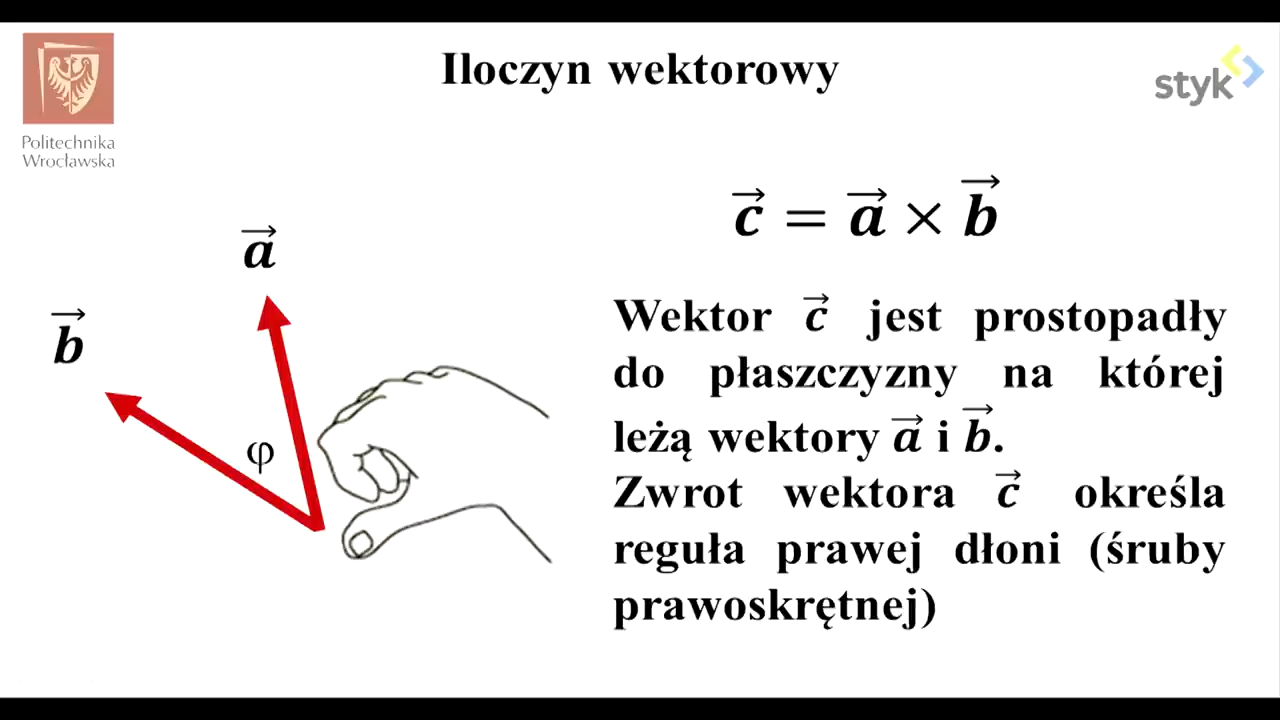 Iloczyn wektorowy
styk
Politechnika
Wrocławska
c⃗ = a⃗ × b⃗
a⃗
b⃗
φ
Wektor c⃗ jest prostopadły
do płaszczyzny na której
leżą wektory a⃗ i b⃗.
Zwrot wektora c⃗ określa
reguła prawej dłoni (śruby
prawoskrętnej)